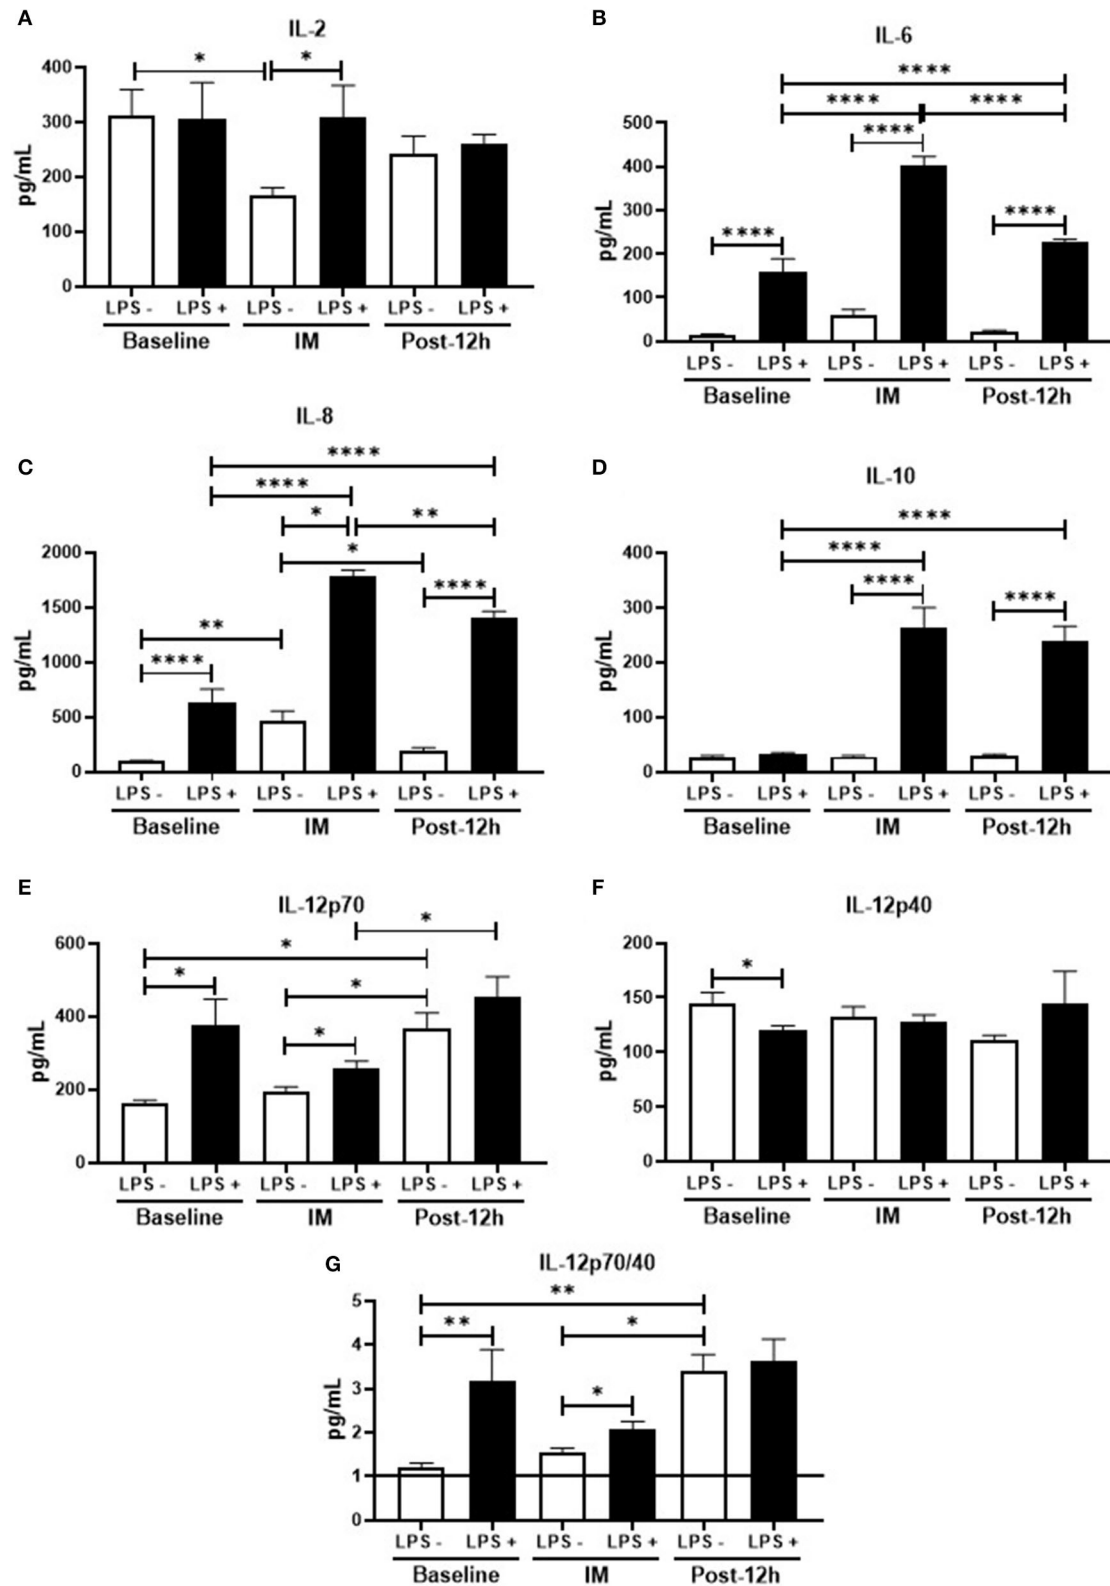 A
IL-2
* *
400
300
200
100
0
pg/mL
LPS - LPS + LPS - LPS + LPS - LPS +
Baseline IM Post-12h
B
IL-6
****
**** ****
****
**** ****
500
400
300
200
100
0
pg/mL
LPS - LPS + LPS - LPS + LPS - LPS +
Baseline IM Post-12h
C
IL-8
****
****
* **
*
****
**
****
2000
1500
1000
500
0
pg/mL
LPS - LPS + LPS - LPS + LPS - LPS +
Baseline IM Post-12h
D
IL-10
****
****
****
****
400
300
200
100
0
pg/mL
LPS - LPS + LPS - LPS + LPS - LPS +
Baseline IM Post-12h
E
IL-12p70
*
*
* *
*
600
400
200
0
pg/mL
LPS - LPS + LPS - LPS + LPS - LPS +
Baseline IM Post-12h
F
IL-12p40
*
200
150
100
50
0
pg/mL
LPS - LPS + LPS - LPS + LPS - LPS +
Baseline IM Post-12h
G
IL-12p70/40
**
** *
*
5
4
3
2
1
0
pg/mL
LPS - LPS + LPS - LPS + LPS - LPS +
Baseline IM Post-12h